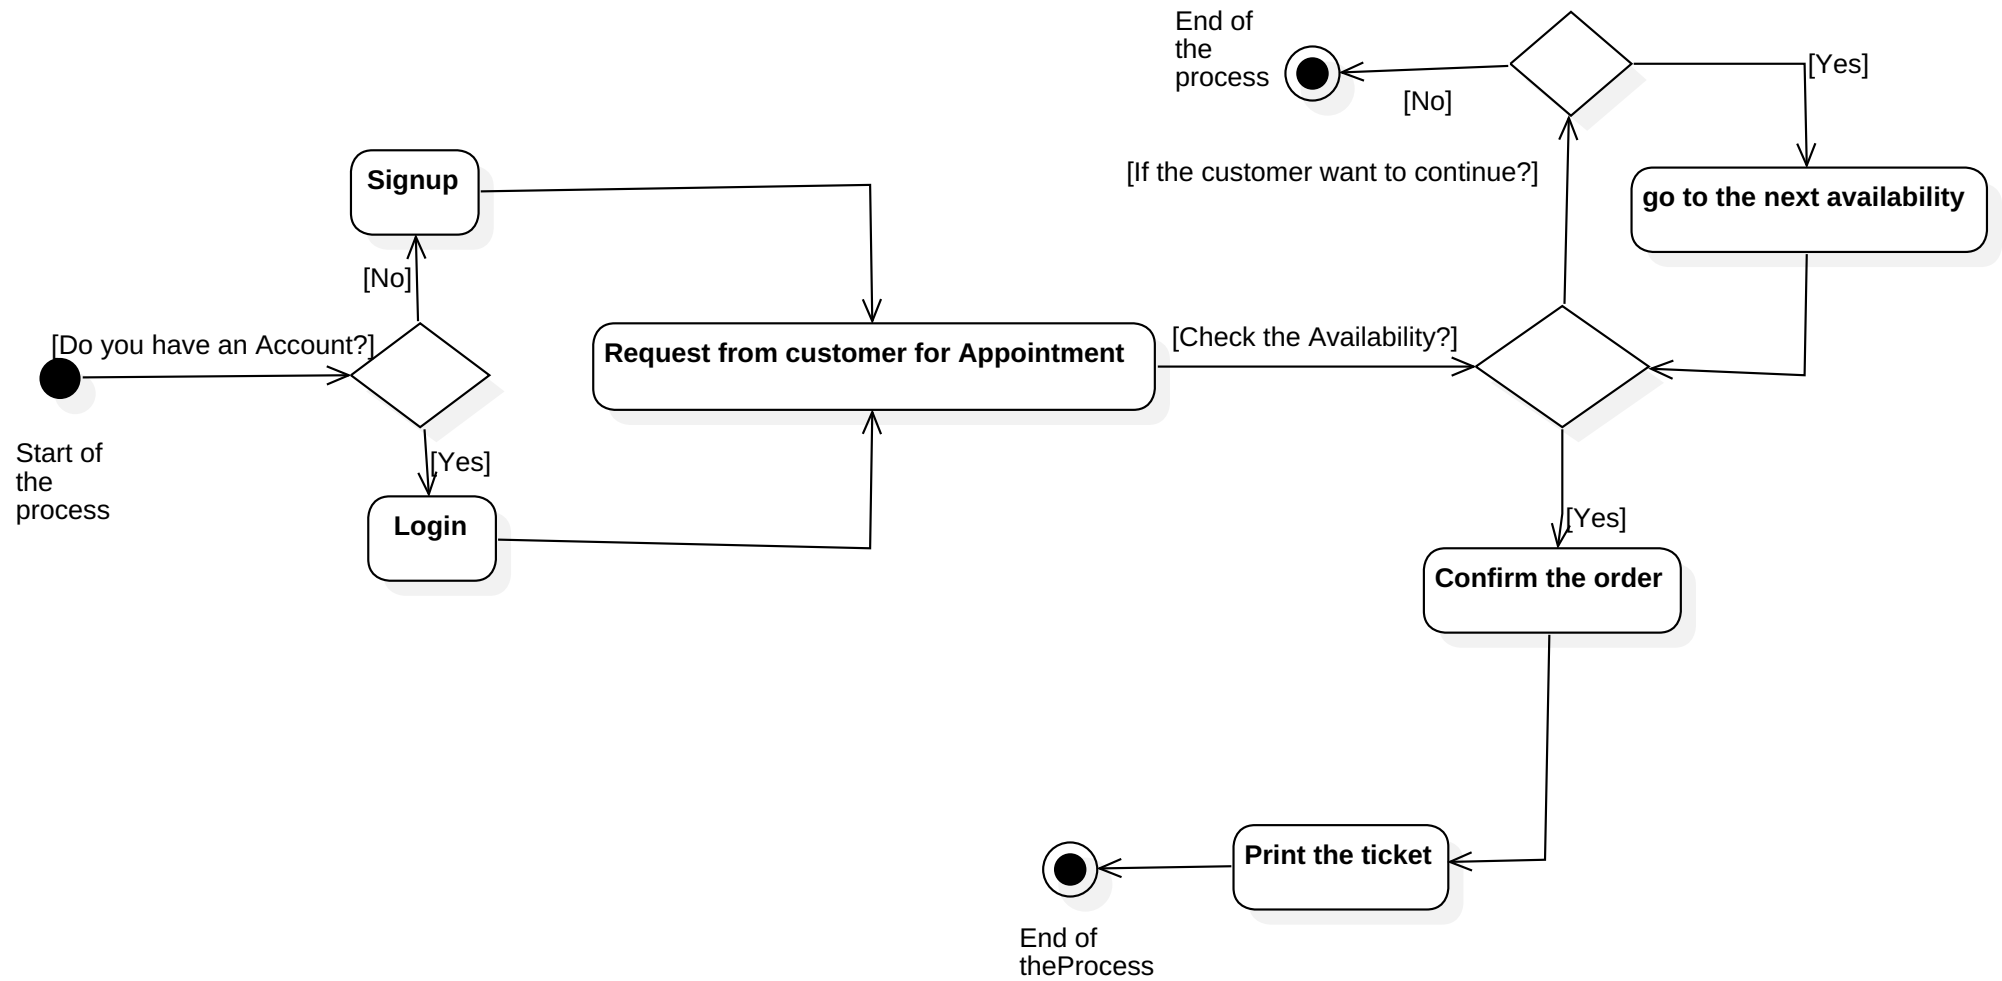 End of
the
process
[No]
[Yes]
[If the customer want to continue?]
go to the next availability
Signup
[No]
[Do you have an Account?]
Start of
the
process
[Yes]
Login
Request from customer for Appointment
[Check the Availability?]
[Yes]
Confirm the order
Print the ticket
End of
theProcess